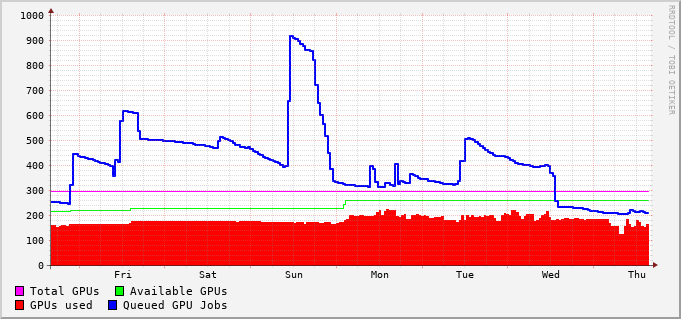 1000
900
800
700
600
500
400
300
200
100
0
Fri Sat Sun Mon Tue Wed Thu
Total GPUs Available GPUs
GPUs used Queued GPU Jobs
RRDTOOL / TOBI OETIKER